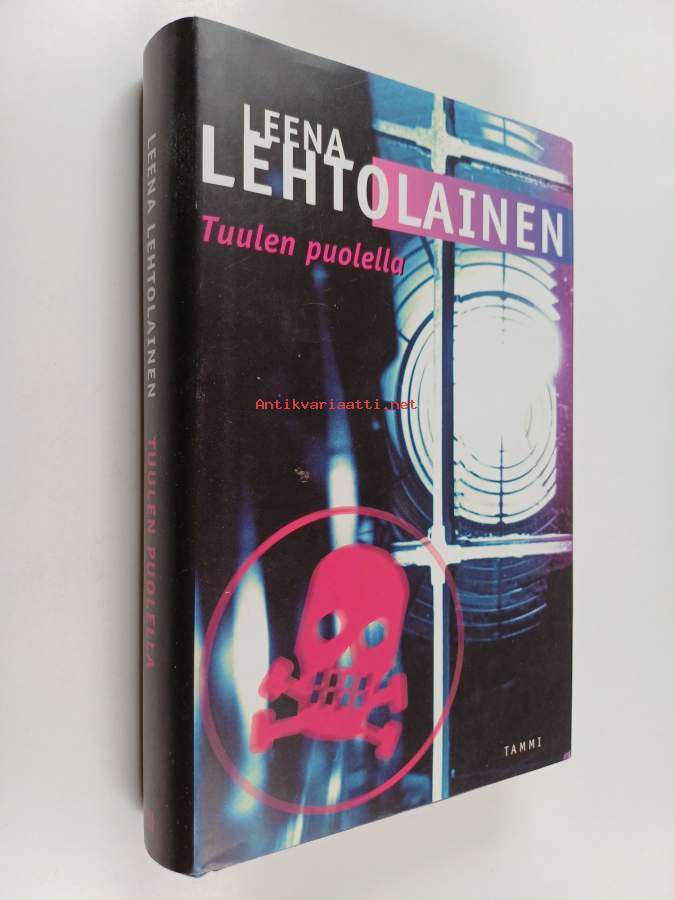 LEENA
LEHTOLAINEN
Tuulen puolella
Antikvariaatti.net
TAMMI
LEENA LEHTOLAINEN TUULEN PUOLELLA